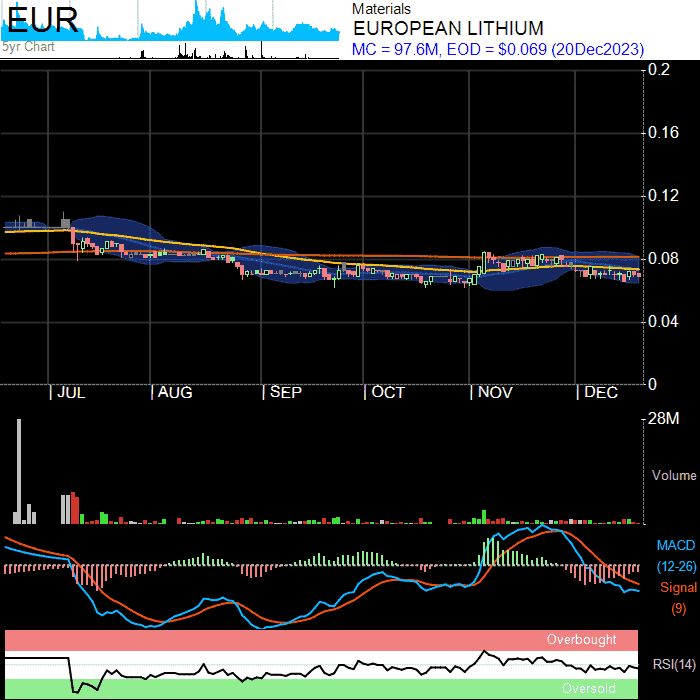 EUR
5yr Chart
Materials
EUROPEAN LITHIUM
MC = 97.6M, EOD = $0.069 (20Dec2023)
0.2
0.16
0.12
0.08
0.04
0
| JUL | AUG | SEP | OCT | NOV | DEC
28M
Volume
MACD
(12-26)
Signal
(9)
Overbought
RSI(14)
Oversold